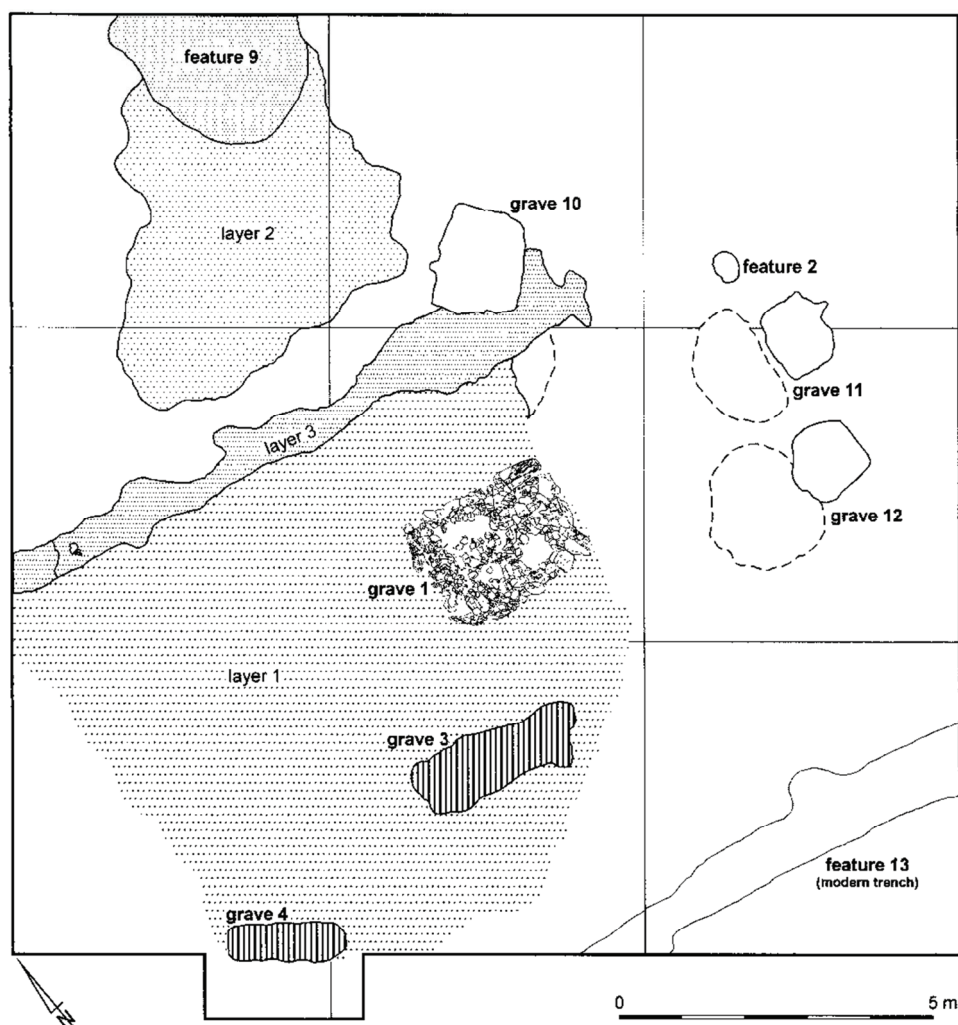 feature 9
grave 10
layer 2
feature 2
grave 11
layer 3
grave 12
grave 1
layer 1
grave 3
feature 13
(modern trench)
grave 4
N
0 5 m